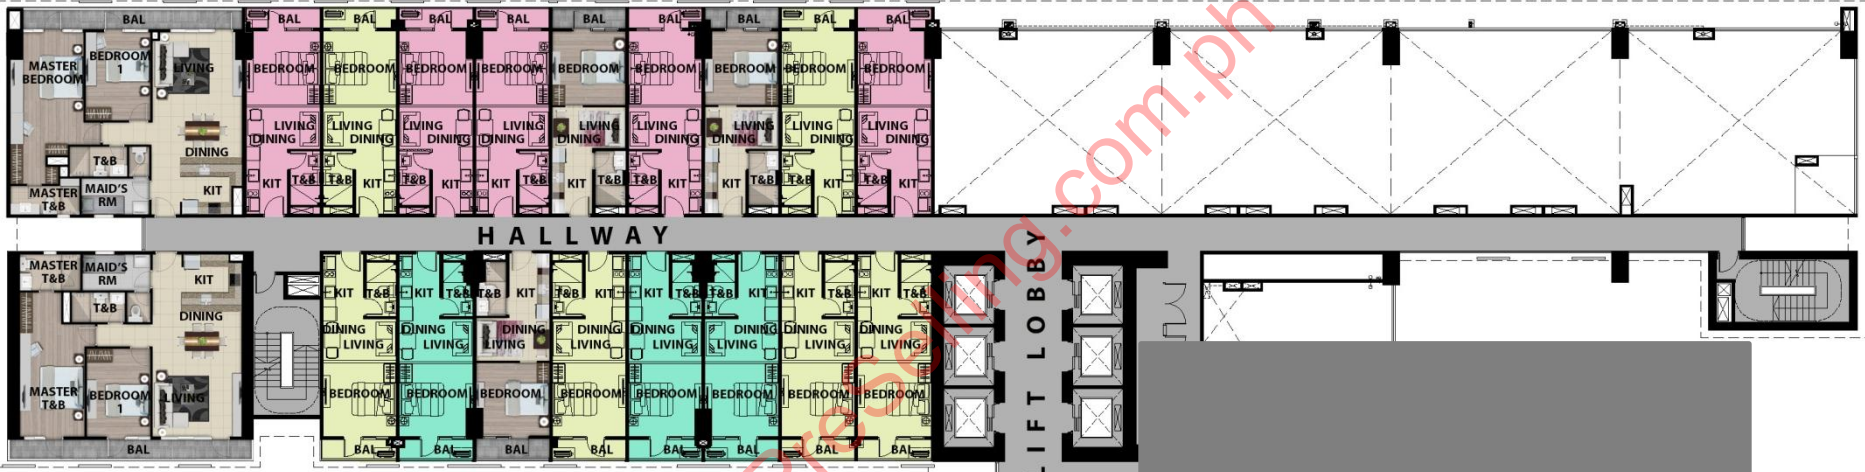 BAL BAL BAL BAL BAL BAL BAL BAL BAL BAL
MASTER
BEDROOM
BEDROOM
1
LIVING
BEDROOM BEDROOM BEDROOM BEDROOM BEDROOM BEDROOM BEDROOM BEDROOM BEDROOM
DINING
LIVING LIVING LIVING LIVING LIVING LIVING LIVING LIVING LIVING
DINING DINING DINING DINING DINING DINING DINING DINING DINING
T&B
MAID'S
RM
MASTER
T&B
KIT
KIT T&B T&B KIT T&B KIT KIT T&B KIT T&B KIT T&B KIT T&B T&B KIT T&B KIT
HALLWAY
MASTER
T&B
MAID'S
RM
KIT
T&B
DINING
KIT T&B KIT T&B T&B KIT T&B KIT KIT T&B T&B KIT KIT T&B KIT T&B
DINING DINING DINING DINING DINING DINING DINING DINING
LIVING LIVING LIVING LIVING LIVING LIVING LIVING LIVING
MASTER
T&B
BEDROOM
1
LIVING
BEDROOM BEDROOM BEDROOM BEDROOM BEDROOM BEDROOM BEDROOM BEDROOM
BAL BAL BAL BAL BAL BAL
LIFT LOBBY
PreSelling.com.ph